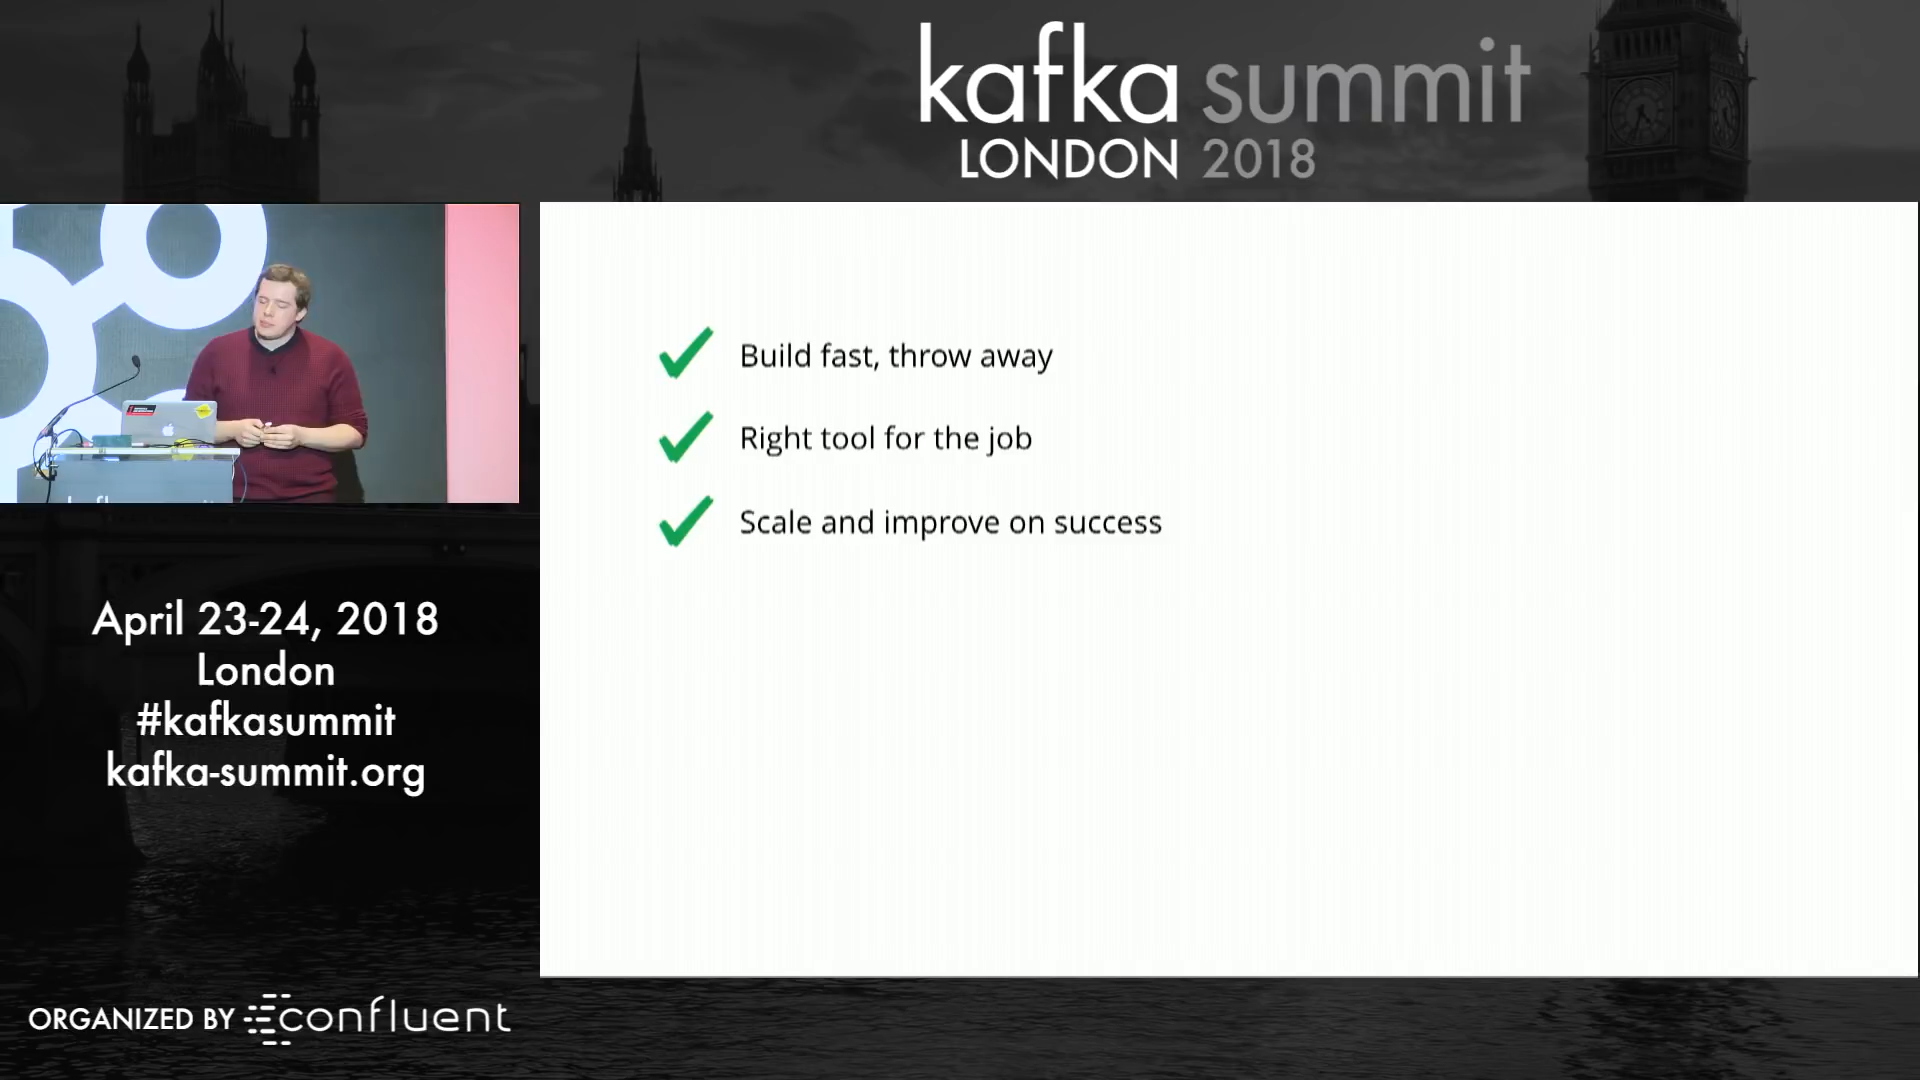 kafka summit
LONDON 2018
Build fast, throw away
Right tool for the job
Scale and improve on success
April 23-24, 2018
London
#kafkasummit
kafka-summit.org
ORGANIZED BY confluent